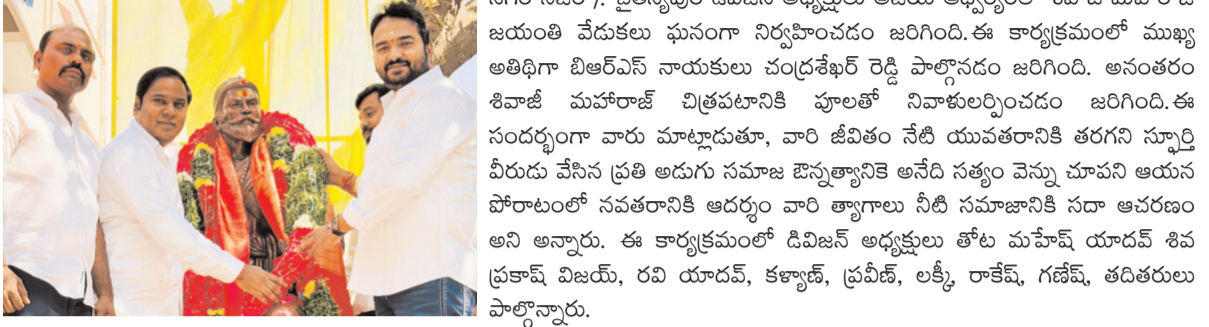 జయంతి వేడుకలు ఘనంగా నిర్వహించడం జరిగింది.ఈ కార్యక్రమంలో ముఖ్య
అతిథిగా బిఆర్ఎస్ నాయకులు చంద్రశేఖర్ రెడ్డి పాల్గొనడం జరిగింది. అనంతరం
శివాజీ మహారాజ్ చిత్రపటానికి పూలతో నివాళులర్పించడం జరిగింది.ఈ
సందర్భంగా వారు మాట్లాడుతూ, వారి జీవితం నేటి యువతరానికి తరగని స్ఫూర్తి
వీరుడు వేసిన ప్రతి అడుగు సమాజ ఔన్నత్యానికె అనేది సత్యం వెన్ను చూపని ఆయన
పోరాటంలో నవతరానికి ఆదర్శం వారి త్యాగాలు నీటి సమాజానికి సదా ఆచరణం
అని అన్నారు. ఈ కార్యక్రమంలో డివిజన్ అధ్యక్షులు తోట మహేష్ యాదవ్ శివ
ప్రకాష్ విజయ్, రవి యాదవ్, కళ్యాణ్, ప్రవీణ్, లక్కీ, రాకేష్, గణేష్, తదితరులు
పాల్గొన్నారు.